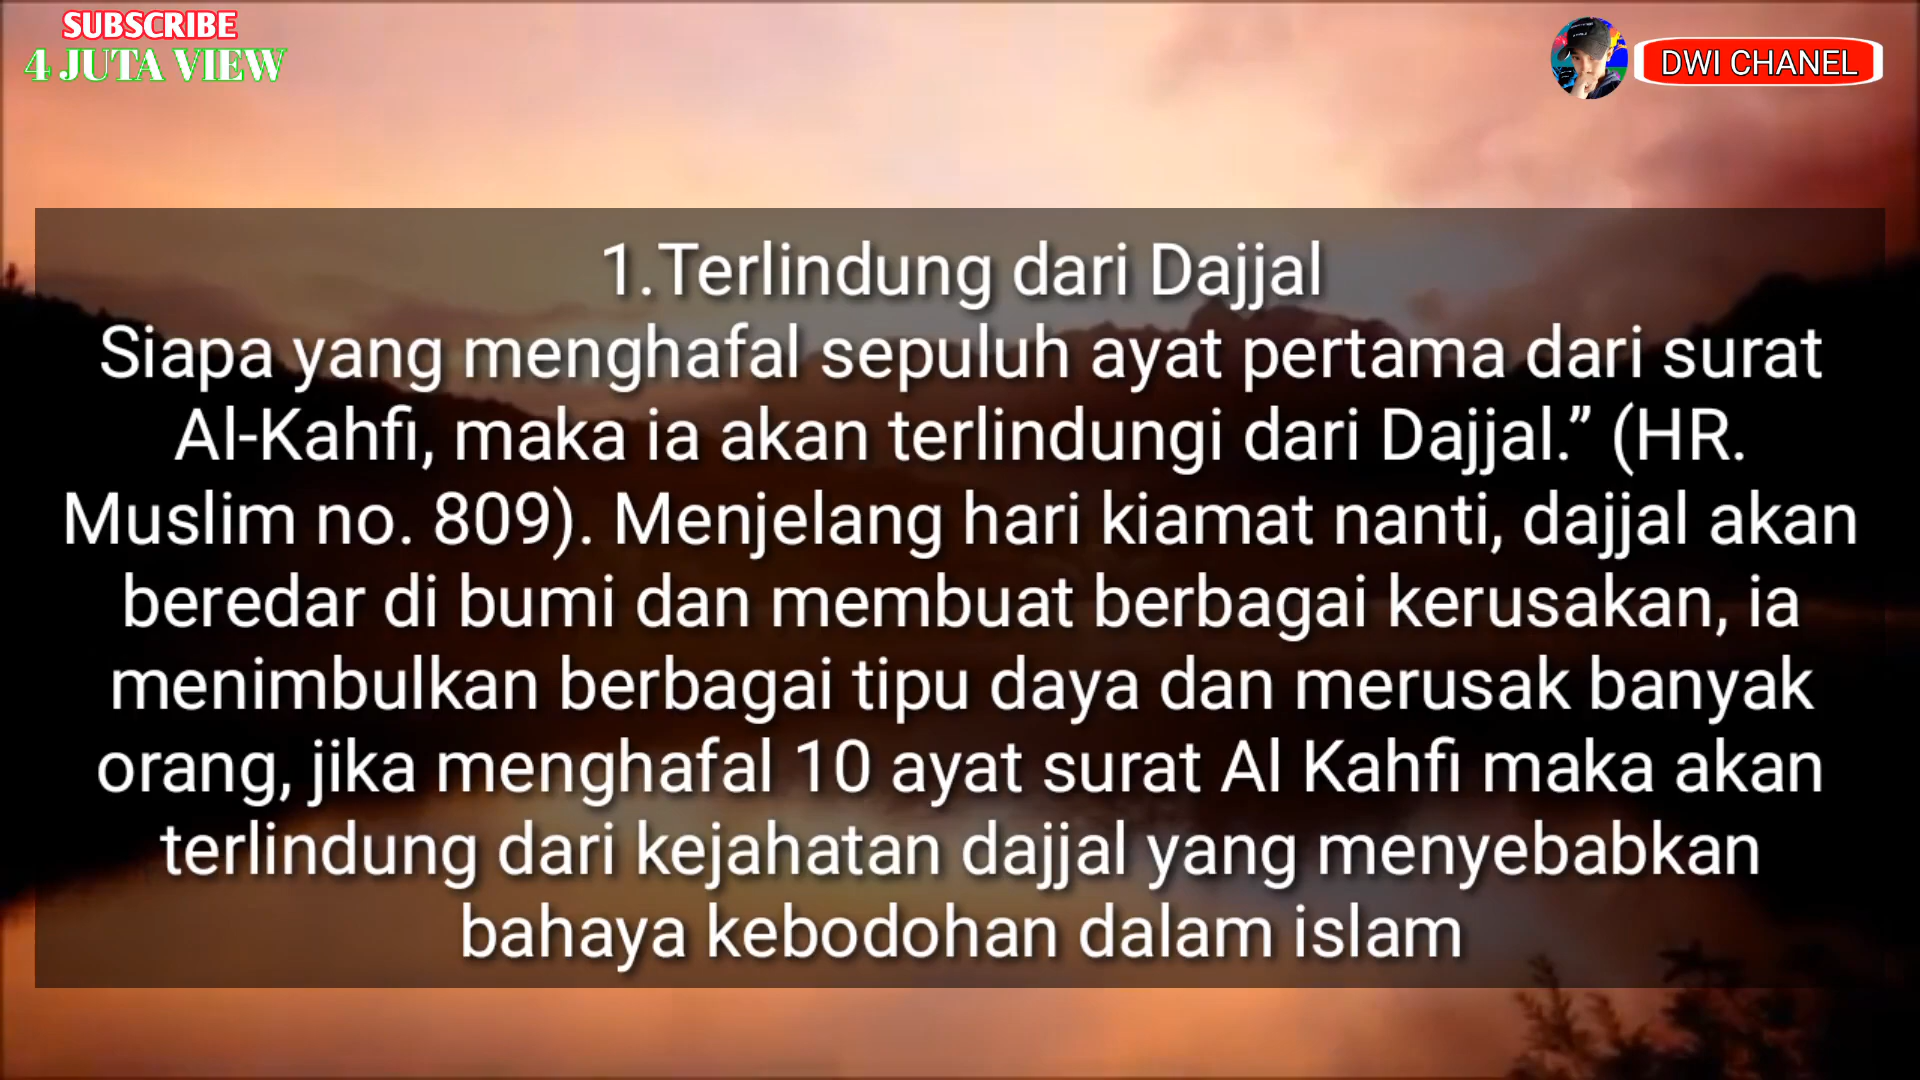 SUBSCRIBE
4 JUTA VIEW
DWI CHANEL
1.Terlindung dari Dajjal
Siapa yang menghafal sepuluh ayat pertama dari surat
Al-Kahfi, maka ia akan terlindungi dari Dajjal.” (HR.
Muslim no. 809). Menjelang hari kiamat nanti, dajjal akan
beredar di bumi dan membuat berbagai kerusakan, ia
menimbulkan berbagai tipu daya dan merusak banyak
orang, jika menghafal 10 ayat surat Al Kahfi maka akan
terlindung dari kejahatan dajjal yang menyebabkan
bahaya kebodohan dalam islam